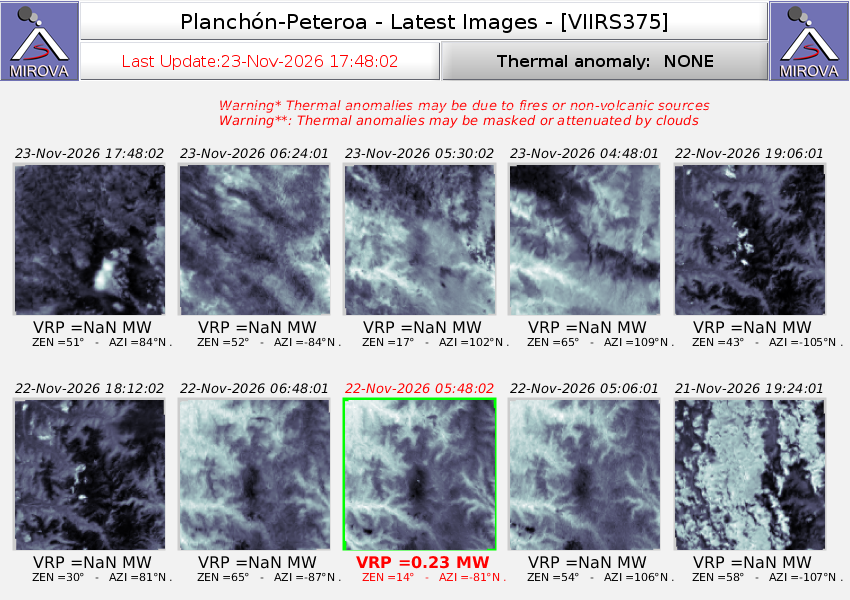 Planchón-Peteroa - Latest Images - [VIIRS375]
MIROVA
Last Update:23-Nov-2026 17:48:02
Thermal anomaly: NONE
MIROVA
Warning* Thermal anomalies may be due to fires or non-volcanic sources
Warning**: Thermal anomalies may be masked or attenuated by clouds
23-Nov-2026 17:48:02
23-Nov-2026 06:24:01
23-Nov-2026 05:30:02
23-Nov-2026 04:48:01
22-Nov-2026 19:06:01
VRP =NaN MW
VRP =NaN MW
VRP =NaN MW
VRP =NaN MW
VRP =NaN MW
ZEN =51° - AZI =84°N .
ZEN =52° - AZI =-84°N .
ZEN =17° - AZI =102°N .
ZEN =65° - AZI =109°N .
ZEN =43° - AZI =-105°N .
22-Nov-2026 18:12:02
22-Nov-2026 06:48:01
22-Nov-2026 05:48:02
22-Nov-2026 05:06:01
21-Nov-2026 19:24:01
VRP =NaN MW
VRP =NaN MW
VRP =0.23 MW
VRP =NaN MW
VRP =NaN MW
ZEN =30° - AZI =81°N .
ZEN =65° - AZI =-87°N .
ZEN =14° - AZI =-81°N .
ZEN =54° - AZI =106°N .
ZEN =58° - AZI =-107°N .